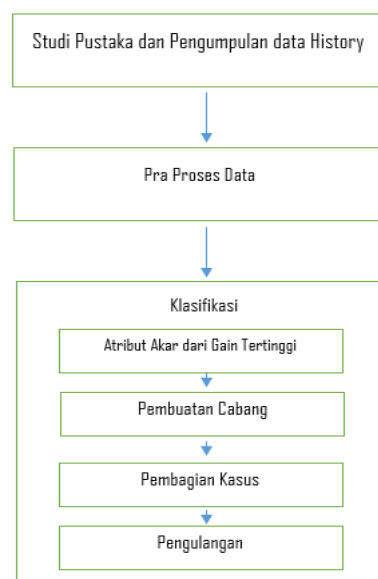 Studi Pustaka dan Pengumpulan data History
Pra Proses Data
Klasifikasi
Atribut Akar dari Gain Tertinggi
Pembuatan Cabang
Pembagian Kasus
Pengulangan